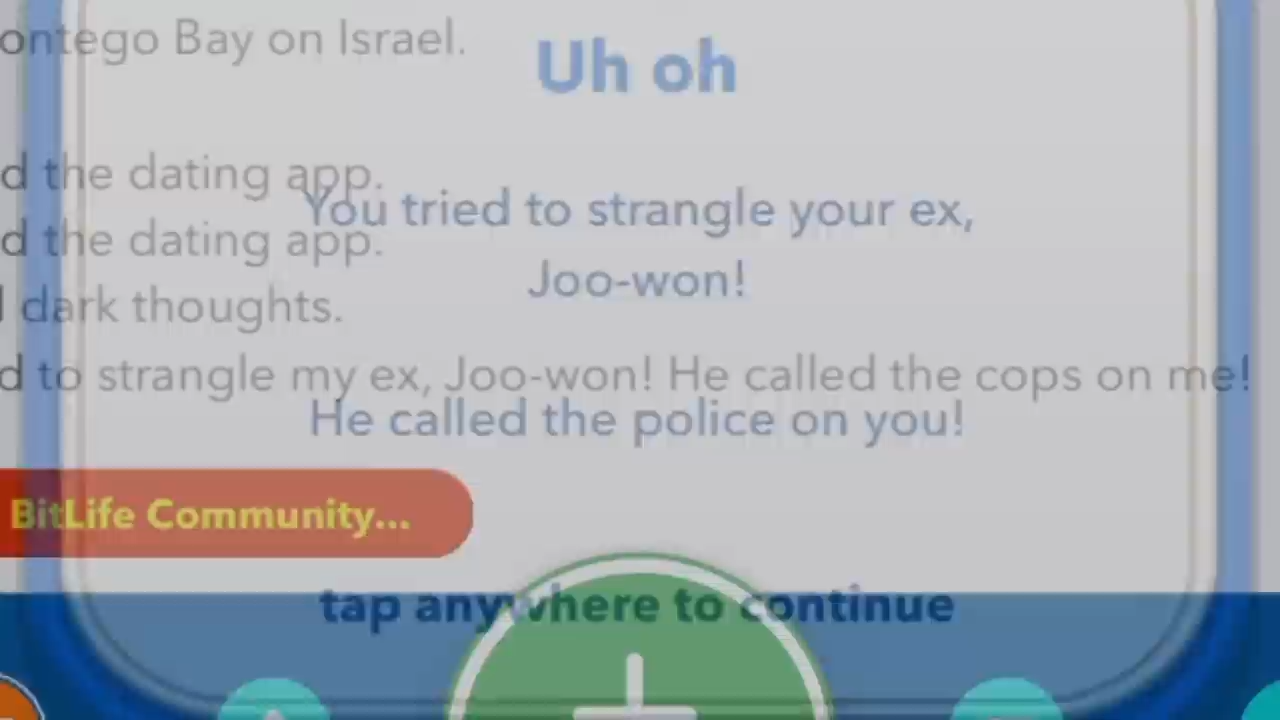 ontego Bay on Israel.
Uh oh
d the dating app.
You tried to strangle your ex,
d the dating app.
Joo-won!
dark thoughts.
d to strangle my ex, Joo-won! He called the cops on me!
He called the police on you!
BitLife Community...
tap anywhere to continue